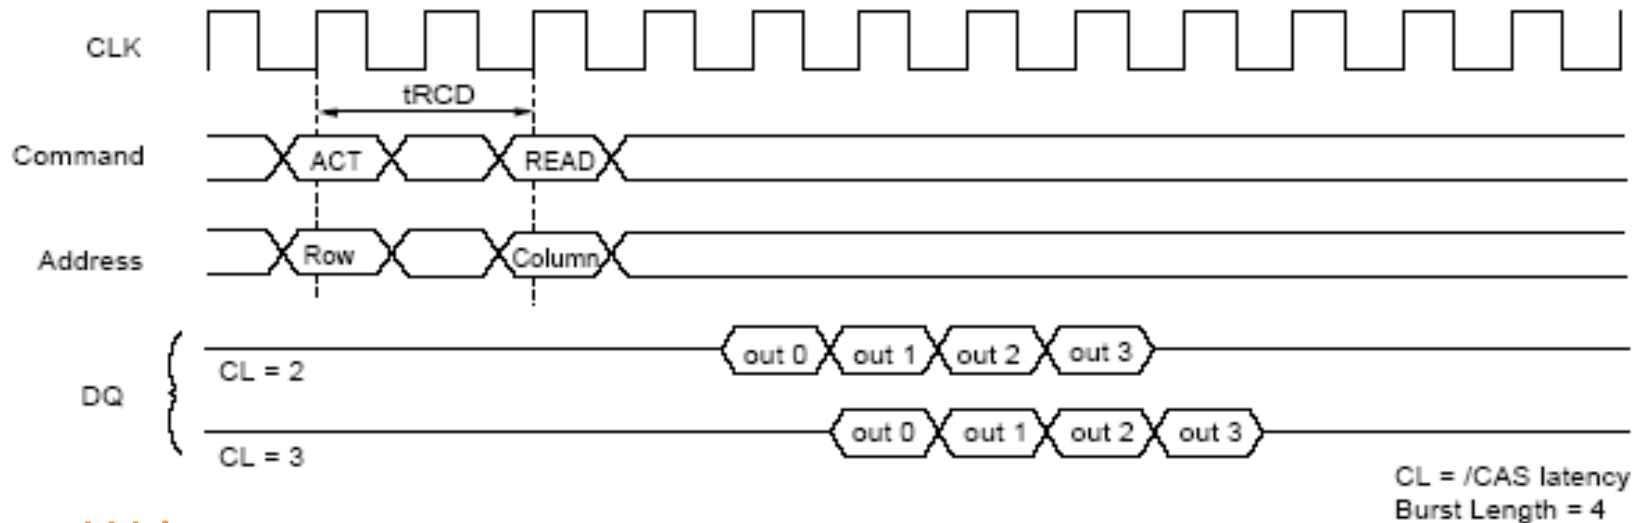 CLK
tRCD
Command ACT READ
Address Row Column
out 0 out 1 out 2 out 3
CL = 2
DQ
out 0 out 1 out 2 out 3
CL = 3
CL = /CAS latency
Burst Length = 4